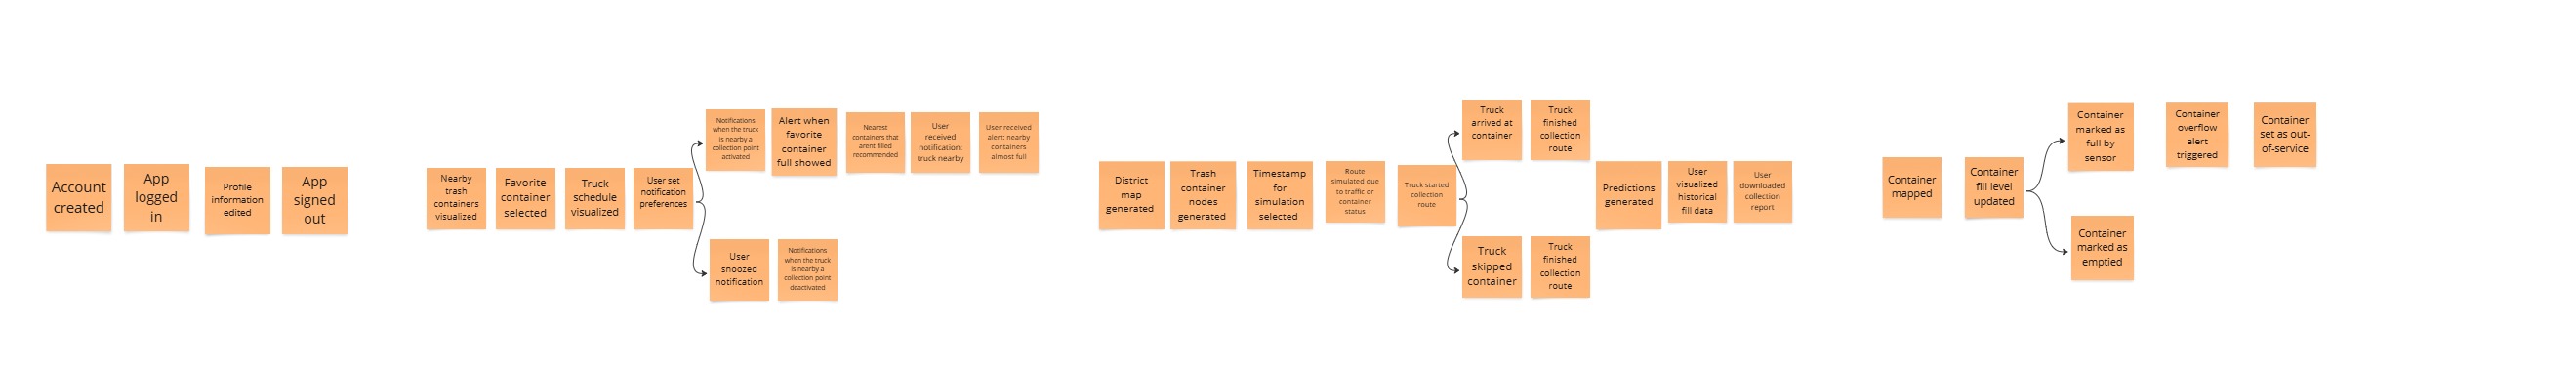 Account
created
App
logged
in
Profile
information
edited
App
signed
out
Nearby
trash
containers
visualized
Favorite
container
selected
Truck
schedule
visualized
User set
notification
preferences
Notifications
when the truck
is nearby a
collection point
activated
Alert when
favorite
container
full showed
Nearest
containers that
arent filled
recommended
User
received
notification:
truck nearby
User received
alert: nearby
containers
almost full
User
snoozed
notification
Notifications
when the truck
is nearby a
collection point
deactivated
District
map
generated
Trash
container
nodes
generated
Timestamp
for
simulation
selected
Route
simulated due
to traffic or
container
status
Truck started
collection
route
Truck
arrived at
container
Truck
finished
collection
route
Truck
skipped
container
Truck
finished
collection
route
Predictions
generated
User
visualized
historical
fill data
User
downloaded
collection
report
Container
mapped
Container
fill level
updated
Container
marked as
full by
sensor
Container
overflow
alert
triggered
Container
set as out-
of-service
Container
marked as
emptied